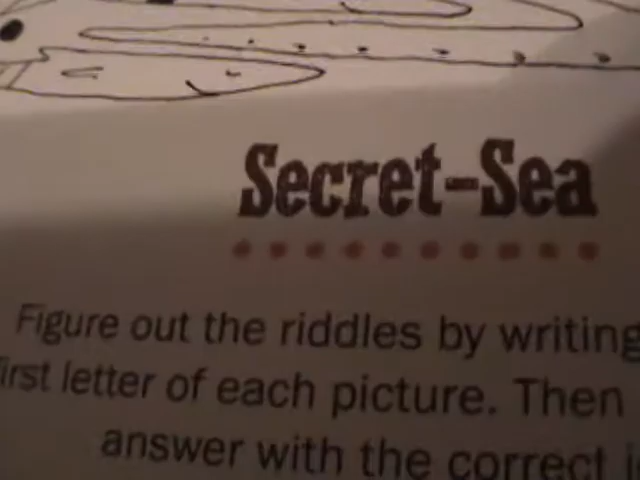 Secret-Sea
Figure out the riddles by writing
first letter of each picture. Then
answer with the correct